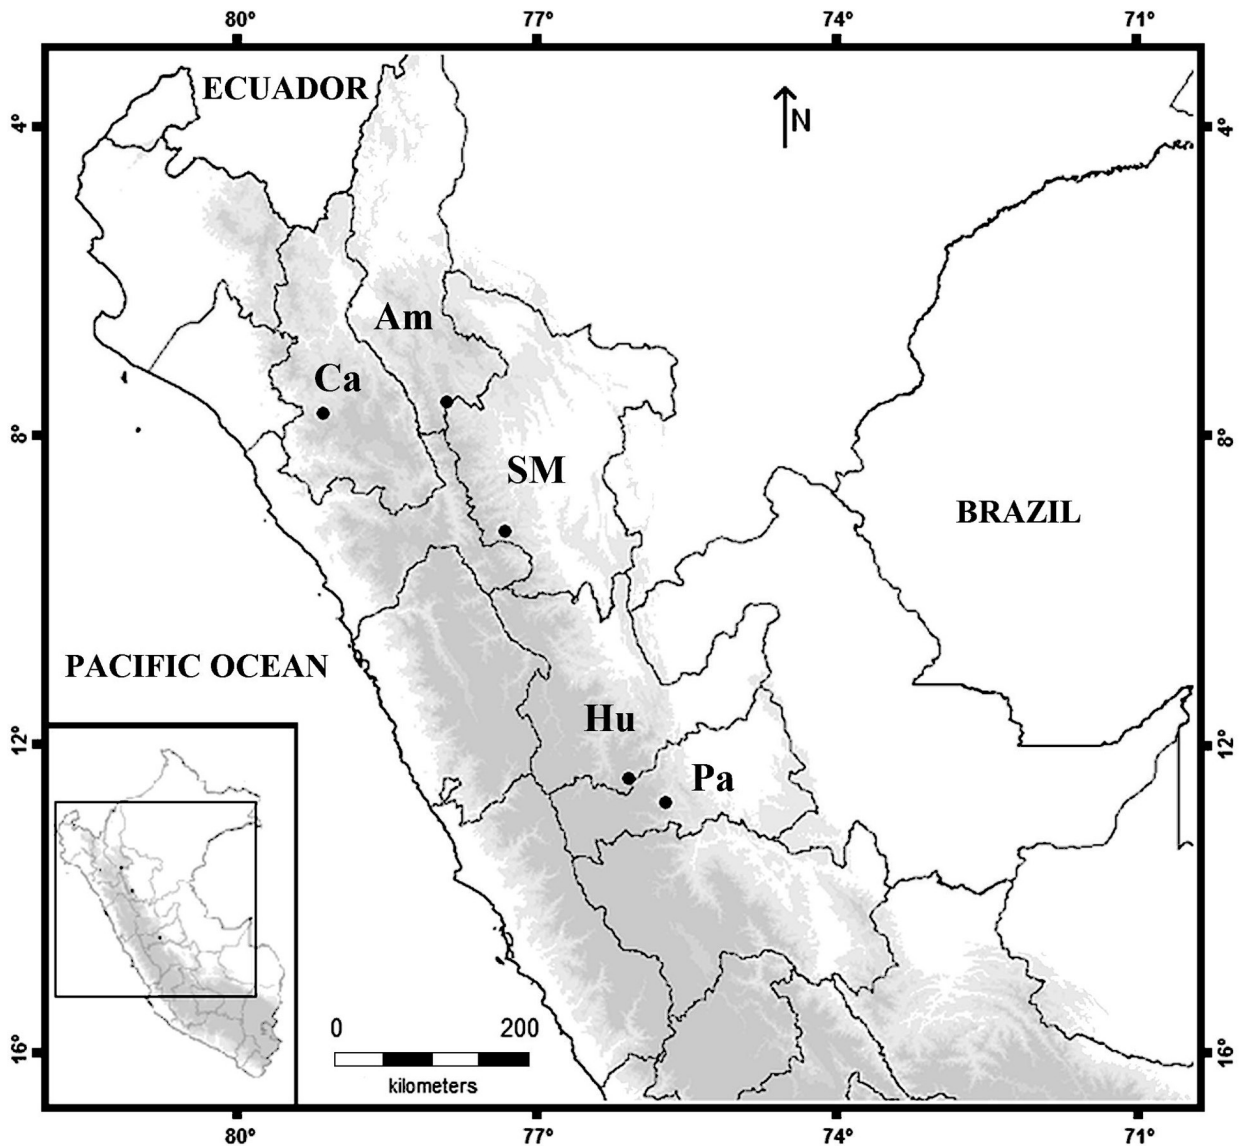 80° 77° 74° 71°
ECUADOR
N
4° 4°
Am
Ca
8° 8°
SM
BRAZIL
PACIFIC OCEAN
Hu
12° 12°
Pa
0 200
kilometers
16° 16°
80° 77° 74° 71°